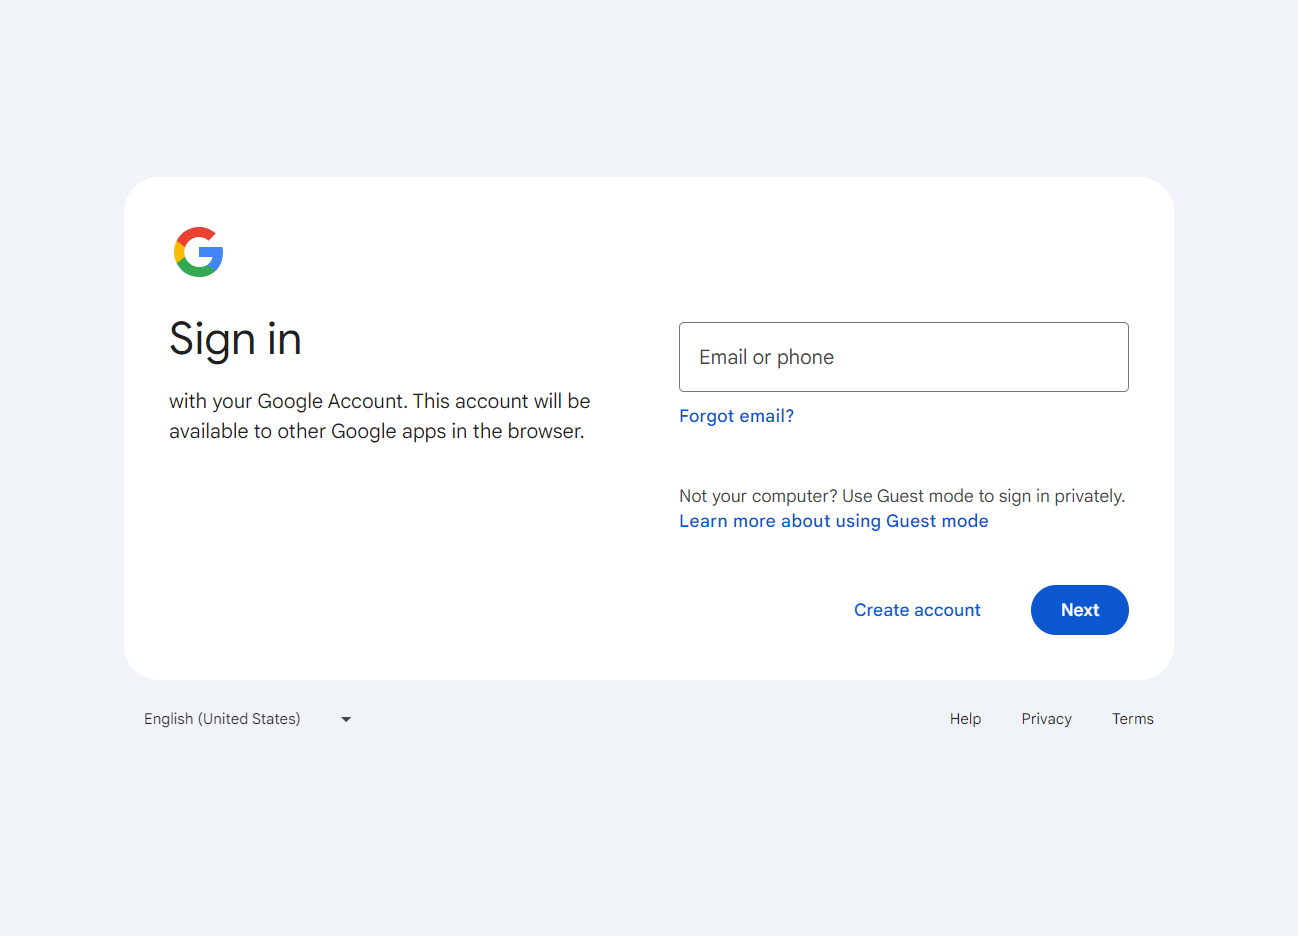 Sign in
with your Google Account. This account will be
available to other Google apps in the browser.
Email or phone
Forgot email?
Not your computer? Use Guest mode to sign in privately.
Learn more about using Guest mode
Create account
Next
English (United States)
Help
Privacy
Terms